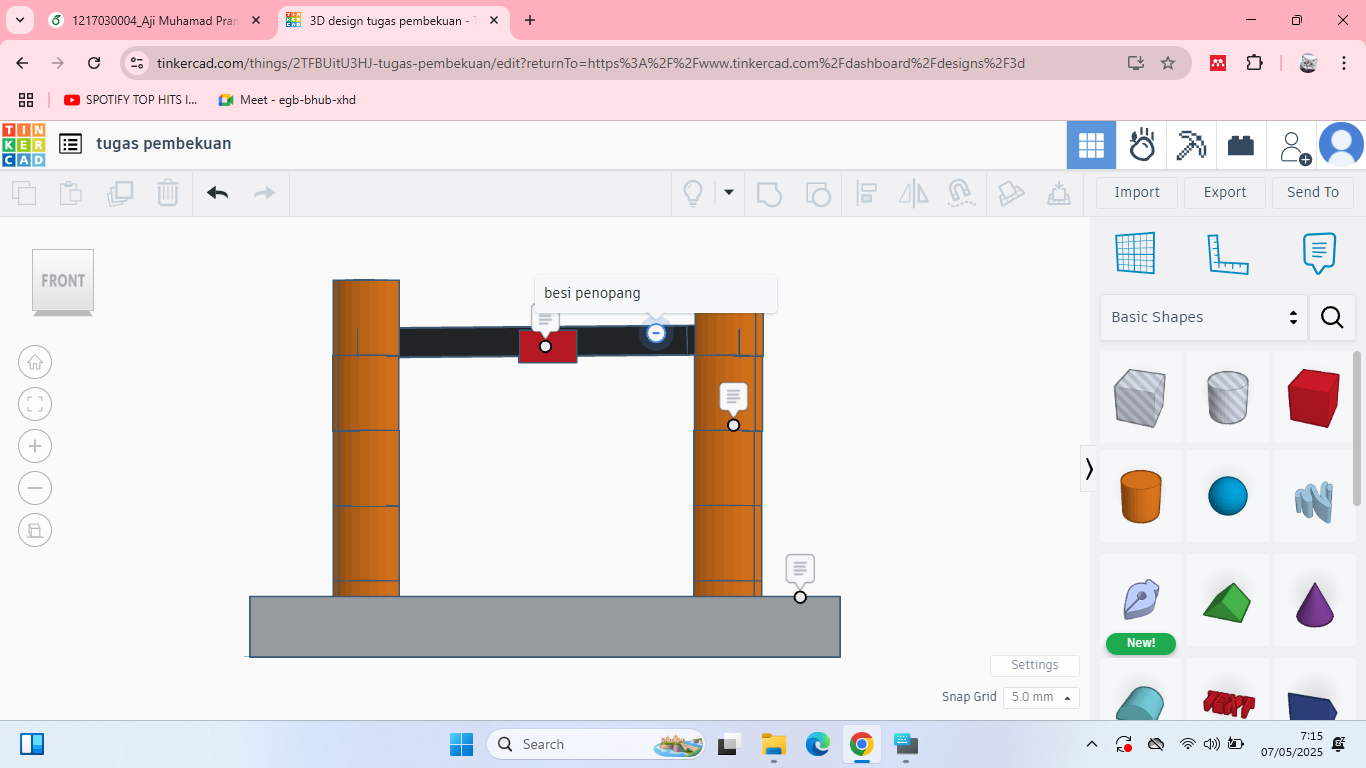 1217030004_Aji Muhamad Pran
3D design tugas pembekuan - T
tinkercad.com/things/2TFBUitU3HJ-tugas-pembekuan/edit?returnTo=https%3A%2F%2Fwww.tinkercad.com%2Fdashboard%2Fdesigns%2F3d
SPOTIFY TOP HITS I...
Meet - egb-bhub-xhd
TIN
KER
CAD
tugas pembekuan
Import
Export
Send To
FRONT
besi penopang
Basic Shapes
New!
TEXT
Settings
Snap Grid
5.0 mm
Search
7:15
07/05/2025